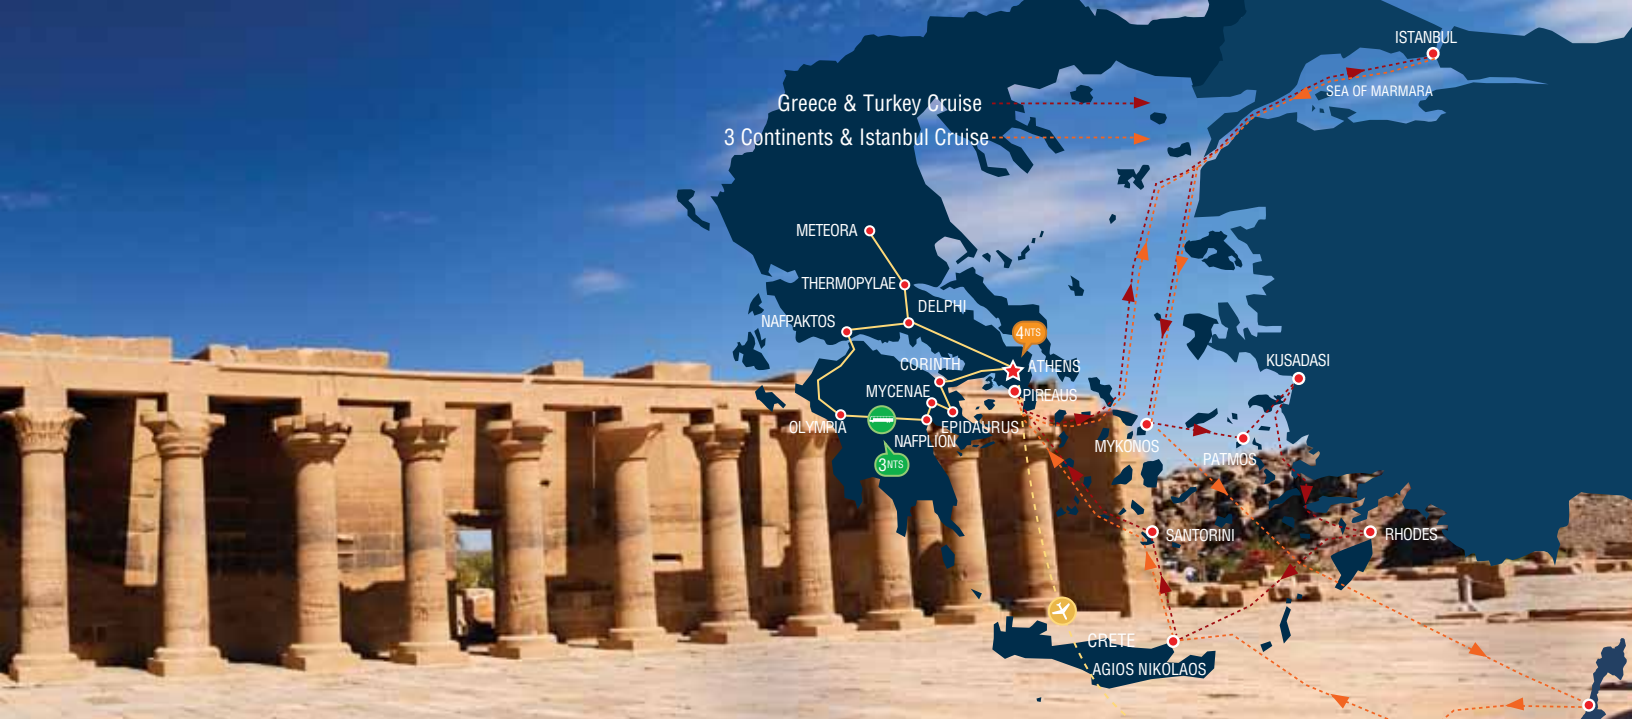 ISTANBUL
SEA OF MARMARA
Greece & Turkey Cruise
3 Continents & Istanbul Cruise
METEORA
THERMOPYLAE
DELPHI
NAFPAKTOS
4NTS
CORINTH
ATHENS
KUSADASI
MYCENAE
PIREAUS
OLYMPIA
EPIDAURUS
NAFPLION
MYKONOS
PATMOS
3NTS
SANTORINI
RHODES
CRETE
AGIOS NIKOLAOS